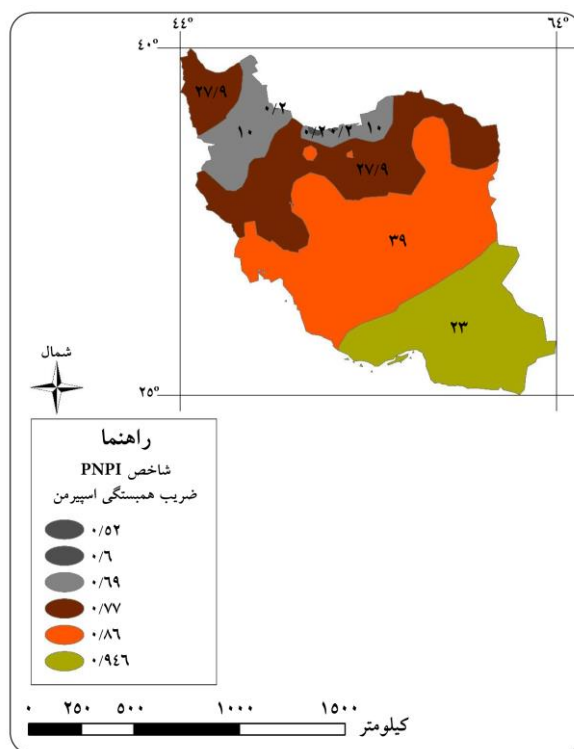 ۴۴° ۶۴°
۴۰°
۲۷/۹
۰/۲
۱۰
۰/۲ ۰/۲ ۱۰
۲۷/۹
۳۹
۲۳
شمال
۲۵°
راهنما
شاخص PNPI
ضریب همبستگی اسپیرمن
۰/۵۲
۰/۶
۰/۶۹
۰/۷۷
۰/۸۶
۰/۹۴۶
۰ ۲۵۰ ۵۰۰ ۱۰۰۰ ۱۵۰۰
کیلومتر